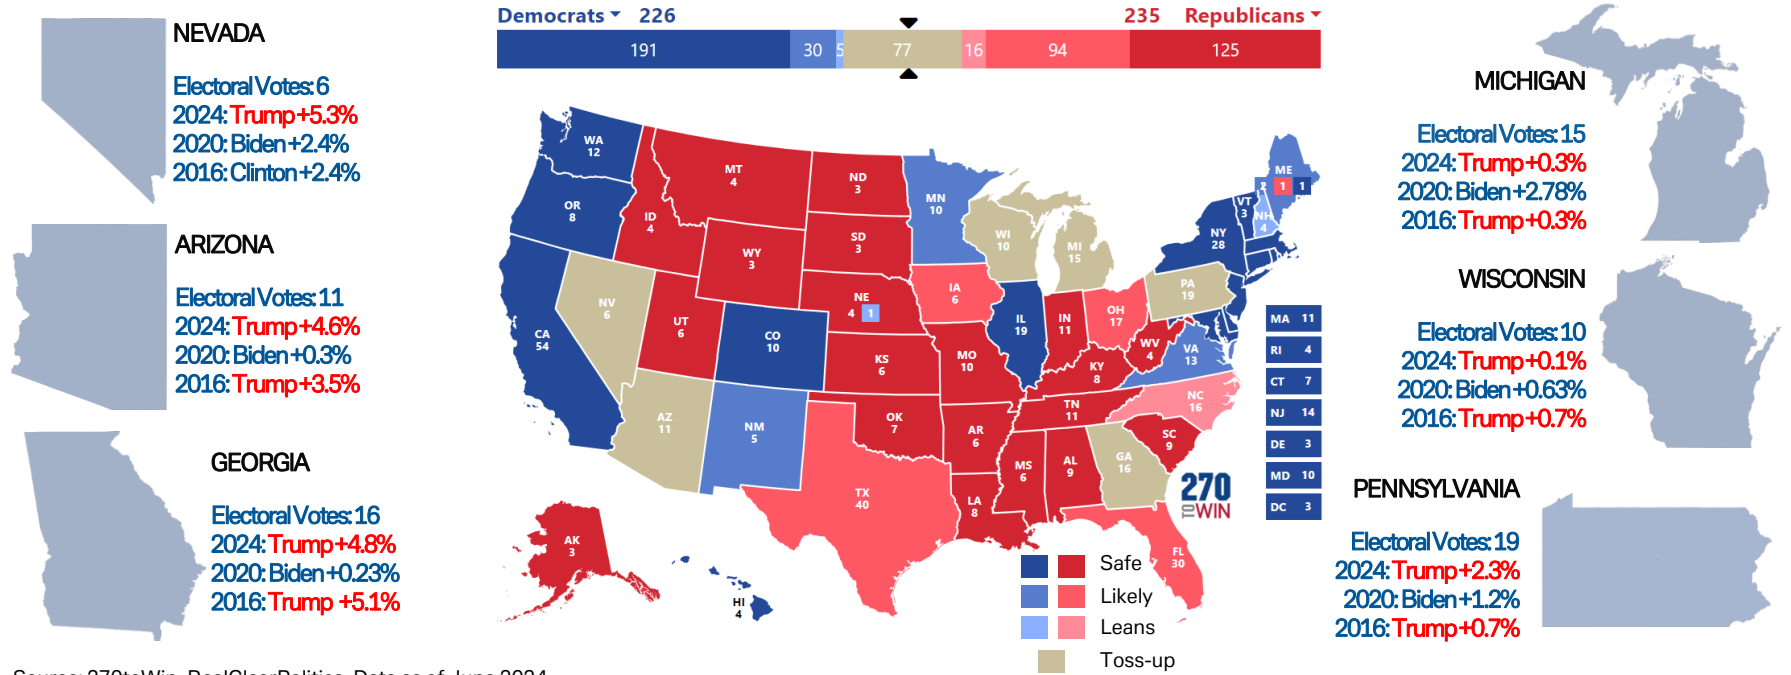 Democrats 226
235 Republicans
191 30 5 77 16 94 125
NEVADA
Electoral Votes: 6
2024: Trump +5.3%
2020: Biden +2.4%
2016: Clinton +2.4%
ARIZONA
Electoral Votes: 11
2024: Trump +4.6%
2020: Biden +0.3%
2016: Trump +3.5%
GEORGIA
Electoral Votes: 16
2024: Trump +4.8%
2020: Biden +0.23%
2016: Trump +5.1%
WA
12
OR
8
CA
54
NV
6
ID
4
MT
4
WY
3
UT
6
AZ
11
CO
10
NM
5
ND
3
SD
3
NE
4 1
KS
6
OK
7
TX
40
MN
10
IA
6
MO
10
AR
6
LA
8
WI
10
IL
19
MI
15
IN
11
OH
17
KY
8
TN
11
MS
6
AL
9
GA
16
FL
30
SC
9
NC
16
VA
13
WV
4
PA
19
NY
28
VT
3
NH
4
ME
2 1 1
AK
3
HI
4
MA 11
RI 4
CT 7
NJ 14
DE 3
MD 10
DC 3
270
TO WIN
Safe
Likely
Leans
Toss-up
MICHIGAN
Electoral Votes: 15
2024: Trump +0.3%
2020: Biden +2.78%
2016: Trump +0.3%
WISCONSIN
Electoral Votes: 10
2024: Trump +0.1%
2020: Biden +0.63%
2016: Trump +0.7%
PENNSYLVANIA
Electoral Votes: 19
2024: Trump +2.3%
2020: Biden +1.2%
2016: Trump +0.7%
Source: 270toWin, RealClearPolitics. Data as of June 2024